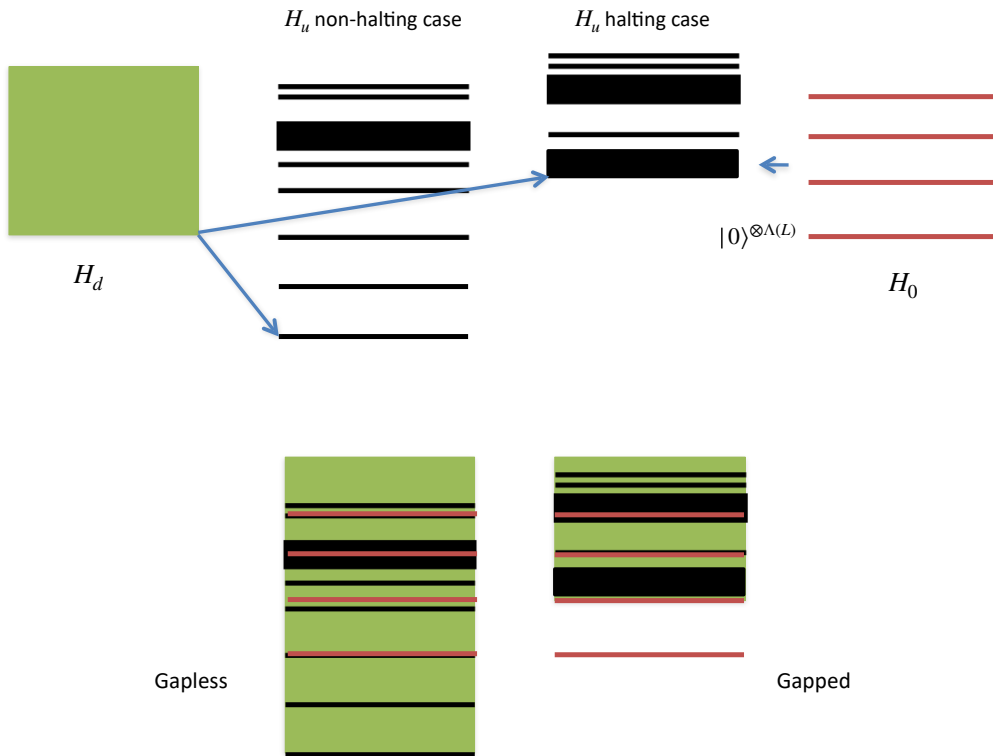 H_u non-halting case
H_u halting case
|0⟩^{⊗Λ(L)}
H_d
H_0
Gapless
Gapped